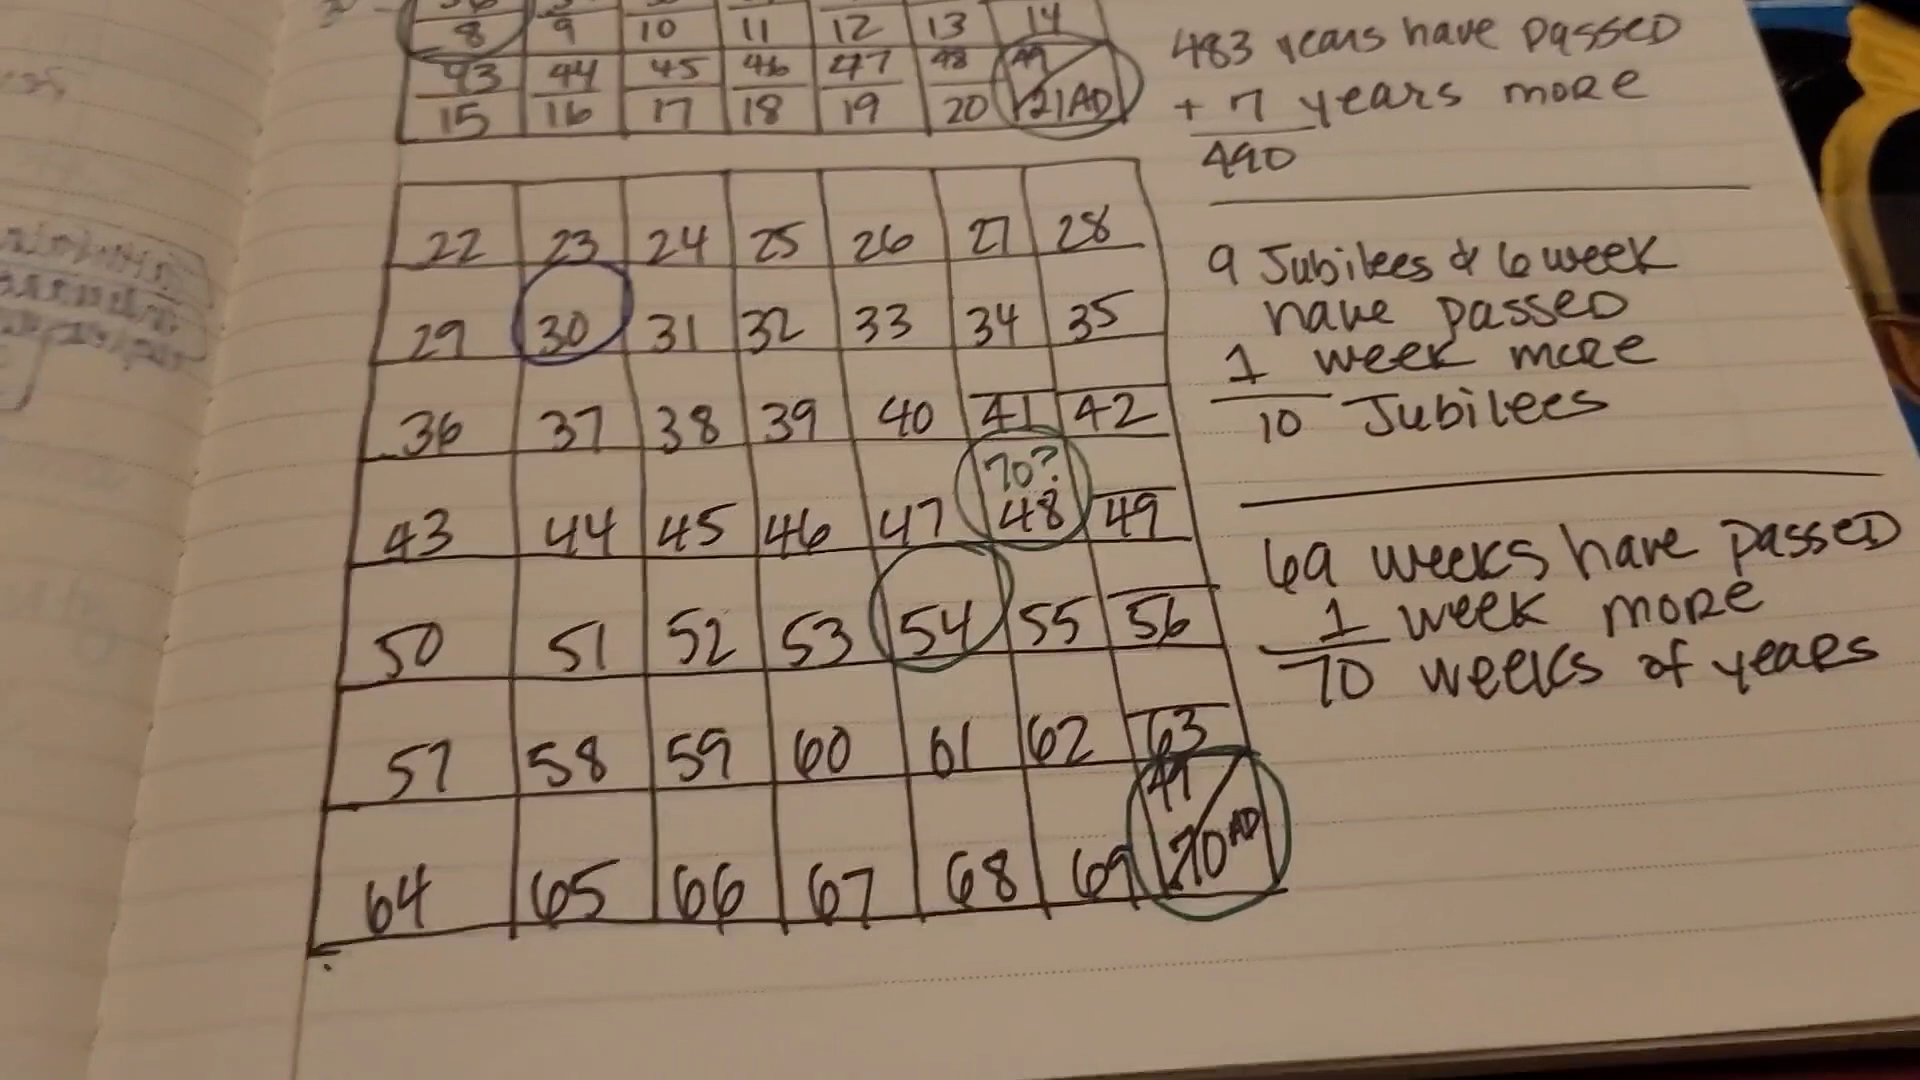 8 9 10 11 12 13 14
43 44 45 46 47 48 49
15 16 17 18 19 20 21AD
22 23 24 25 26 27 28
29 30 31 32 33 34 35
36 37 38 39 40 41 42
70?
43 44 45 46 47 48 49
50 51 52 53 54 55 56
57 58 59 60 61 62 63
49
64 65 66 67 68 69 70AD
483 years have passed
+ 7 years more
490
9 Jubilees & 6 week
have passed
1 week more
10 Jubilees
69 weeks have passed
1 week more
70 weeks of years